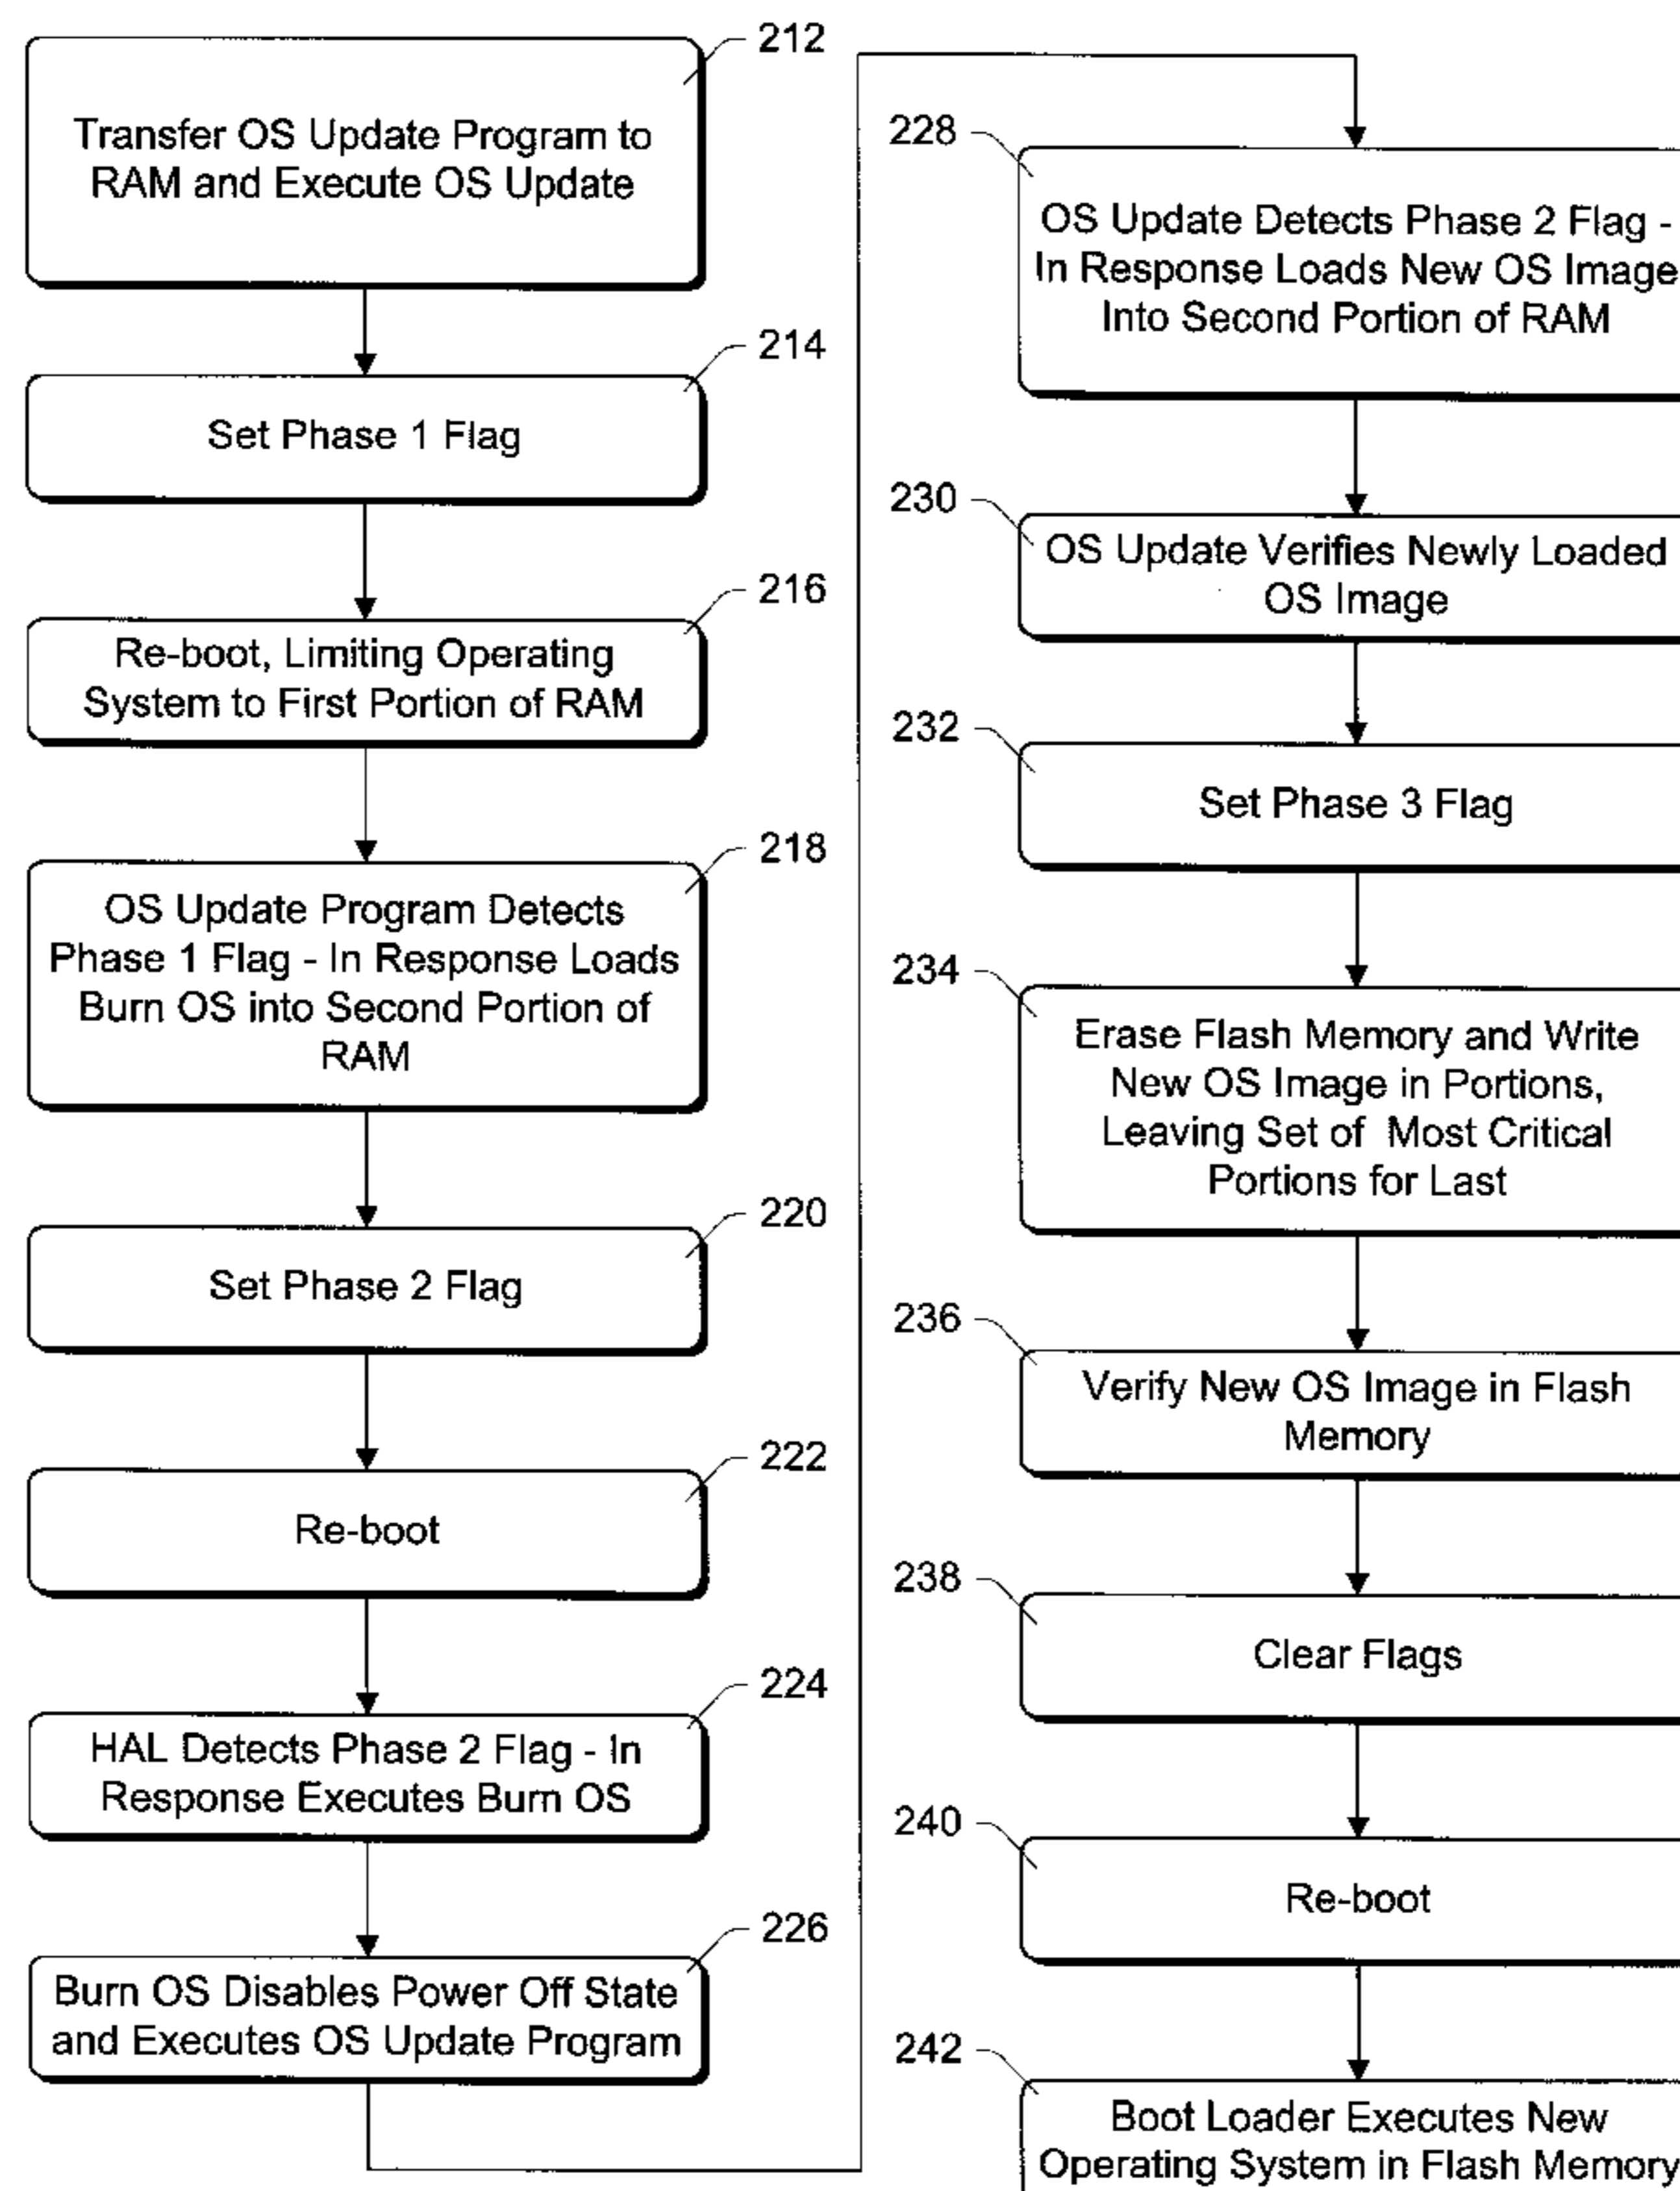 212
Transfer OS Update Program to
RAM and Execute OS Update
214
Set Phase 1 Flag
216
Re-boot, Limiting Operating
System to First Portion of RAM
218
OS Update Program Detects
Phase 1 Flag - In Response Loads
Burn OS into Second Portion of
RAM
220
Set Phase 2 Flag
222
Re-boot
224
HAL Detects Phase 2 Flag - In
Response Executes Burn OS
226
Burn OS Disables Power Off State
and Executes OS Update Program
228
OS Update Detects Phase 2 Flag -
In Response Loads New OS Image
Into Second Portion of RAM
230
OS Update Verifies Newly Loaded
OS Image
232
Set Phase 3 Flag
234
Erase Flash Memory and Write
New OS Image in Portions,
Leaving Set of Most Critical
Portions for Last
236
Verify New OS Image in Flash
Memory
238
Clear Flags
240
Re-boot
242
Boot Loader Executes New
Operating System in Flash Memory